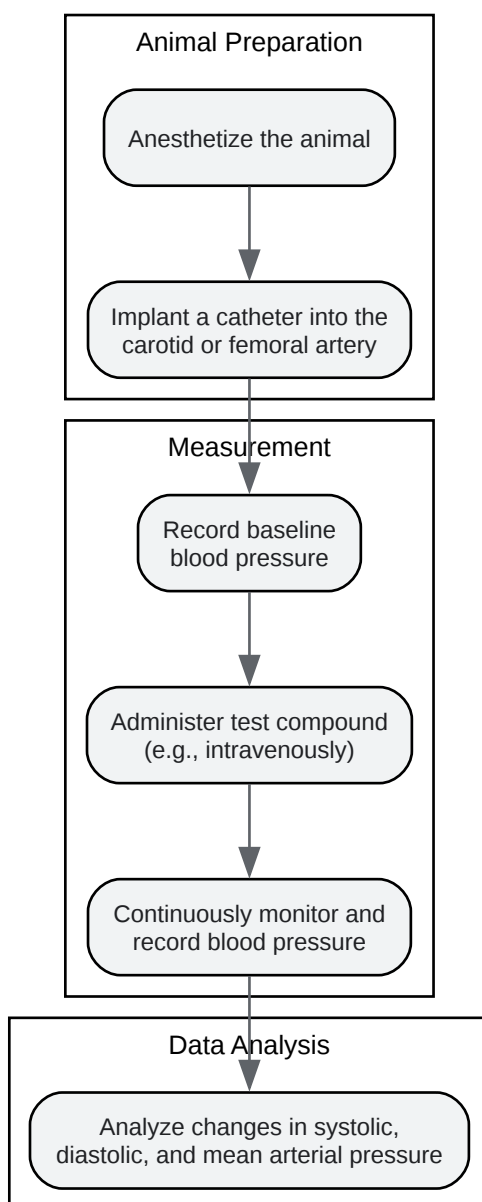 Animal Preparation
Anesthetize the animal
Implant a catheter into the
carotid or femoral artery
Measurement
Record baseline
blood pressure
Administer test compound
(e.g., intravenously)
Continuously monitor and
record blood pressure
Data Analysis
Analyze changes in systolic,
diastolic, and mean arterial pressure